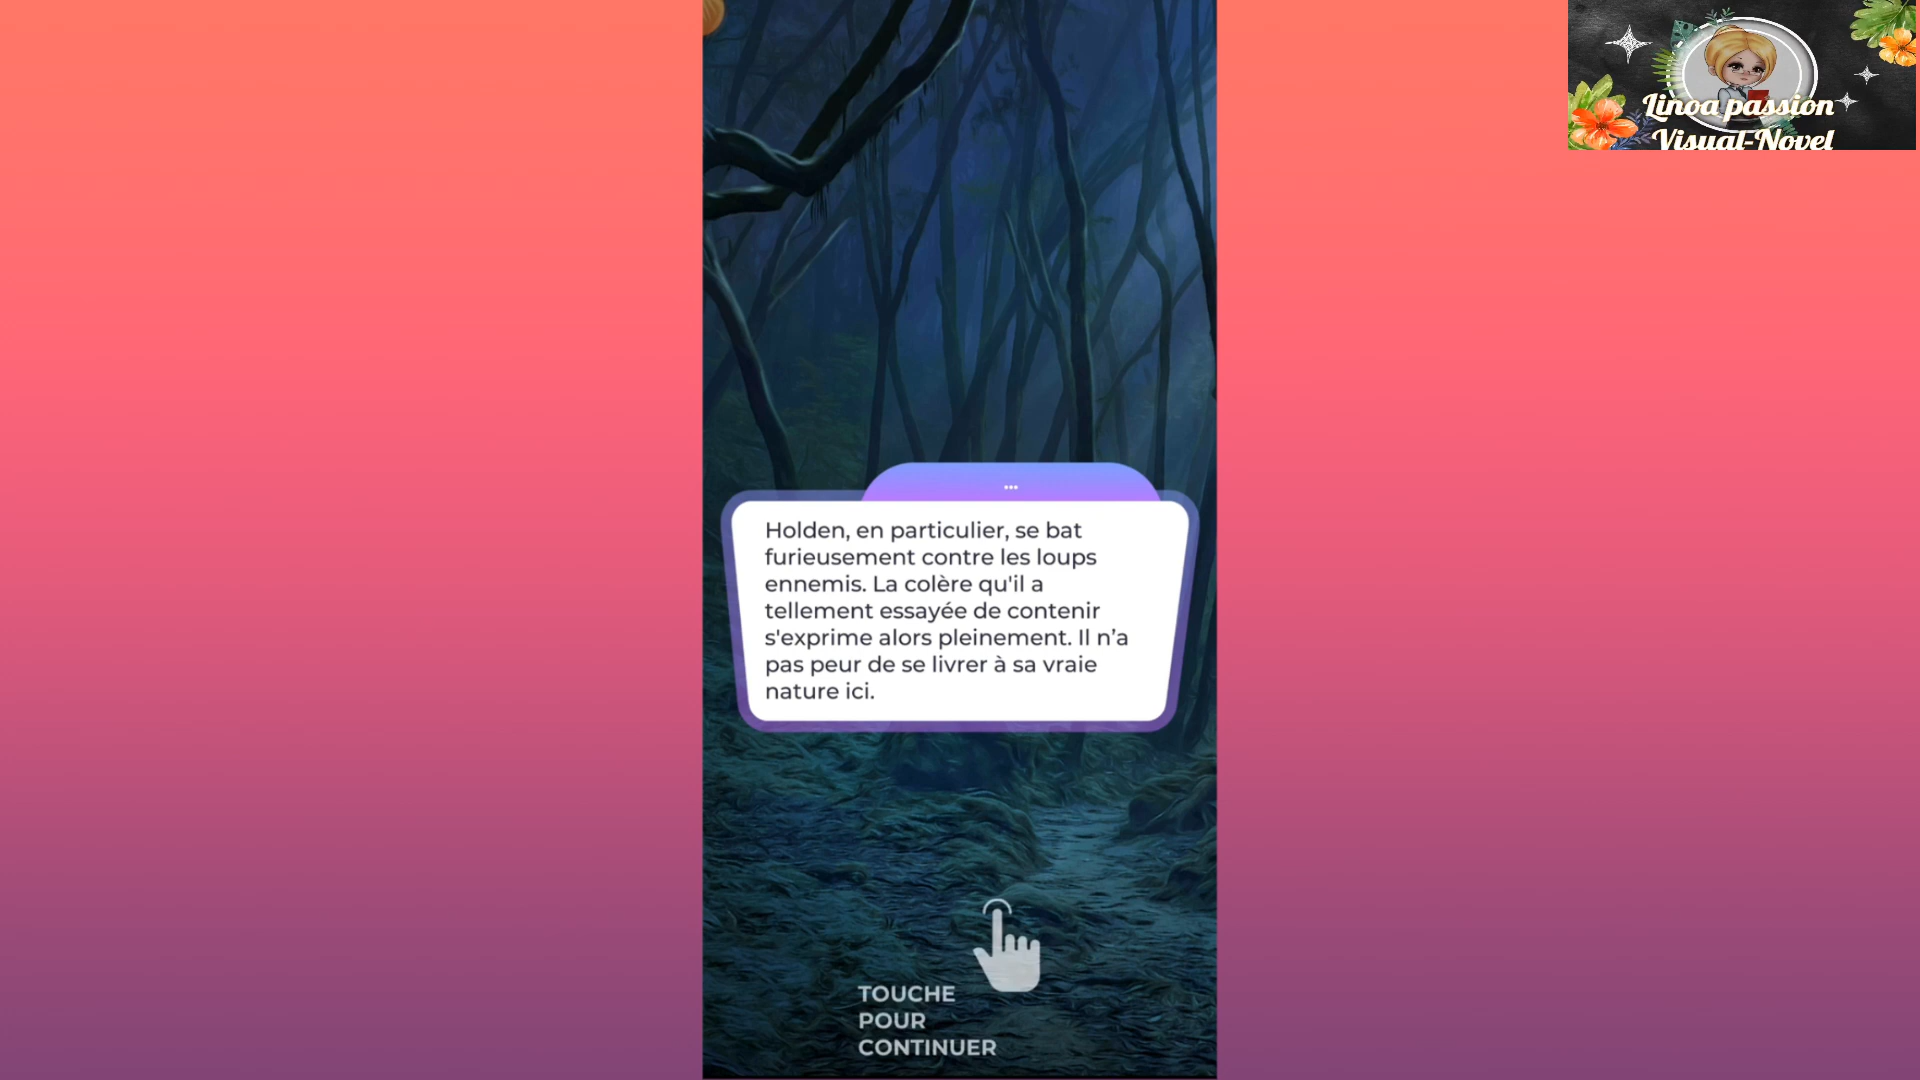 Linoa passion
Visual-Novel
...
Holden, en particulier, se bat
furieusement contre les loups
ennemis. La colère qu'il a
tellement essayée de contenir
s'exprime alors pleinement. Il n’a
pas peur de se livrer à sa vraie
nature ici.
TOUCHE
POUR
CONTINUER